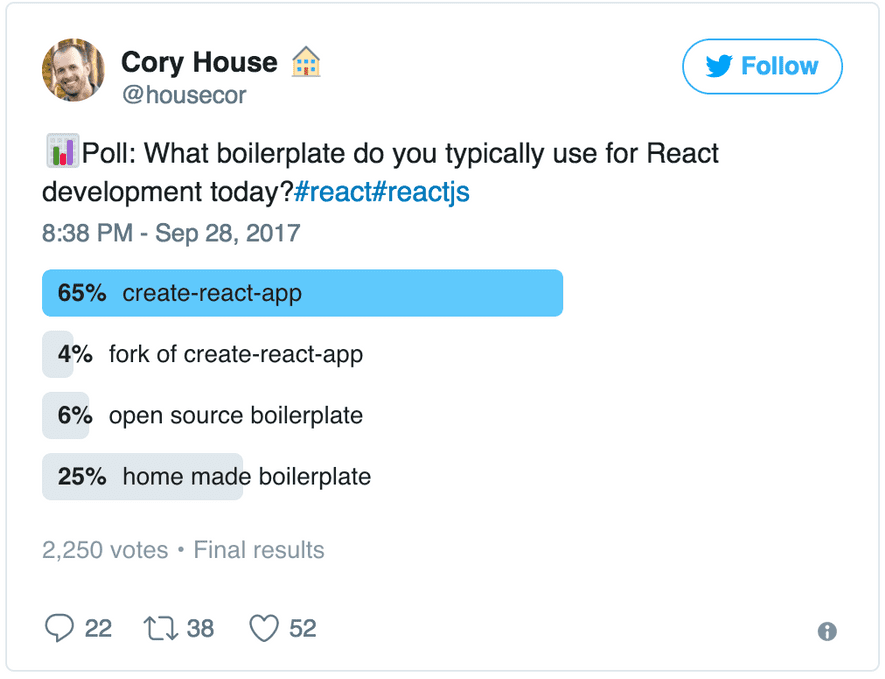 Cory House
@housecor
Follow
Poll: What boilerplate do you typically use for React
development today?#react#reactjs
8:38 PM - Sep 28, 2017
65% create-react-app
4% fork of create-react-app
6% open source boilerplate
25% home made boilerplate
2,250 votes • Final results
22 38 52